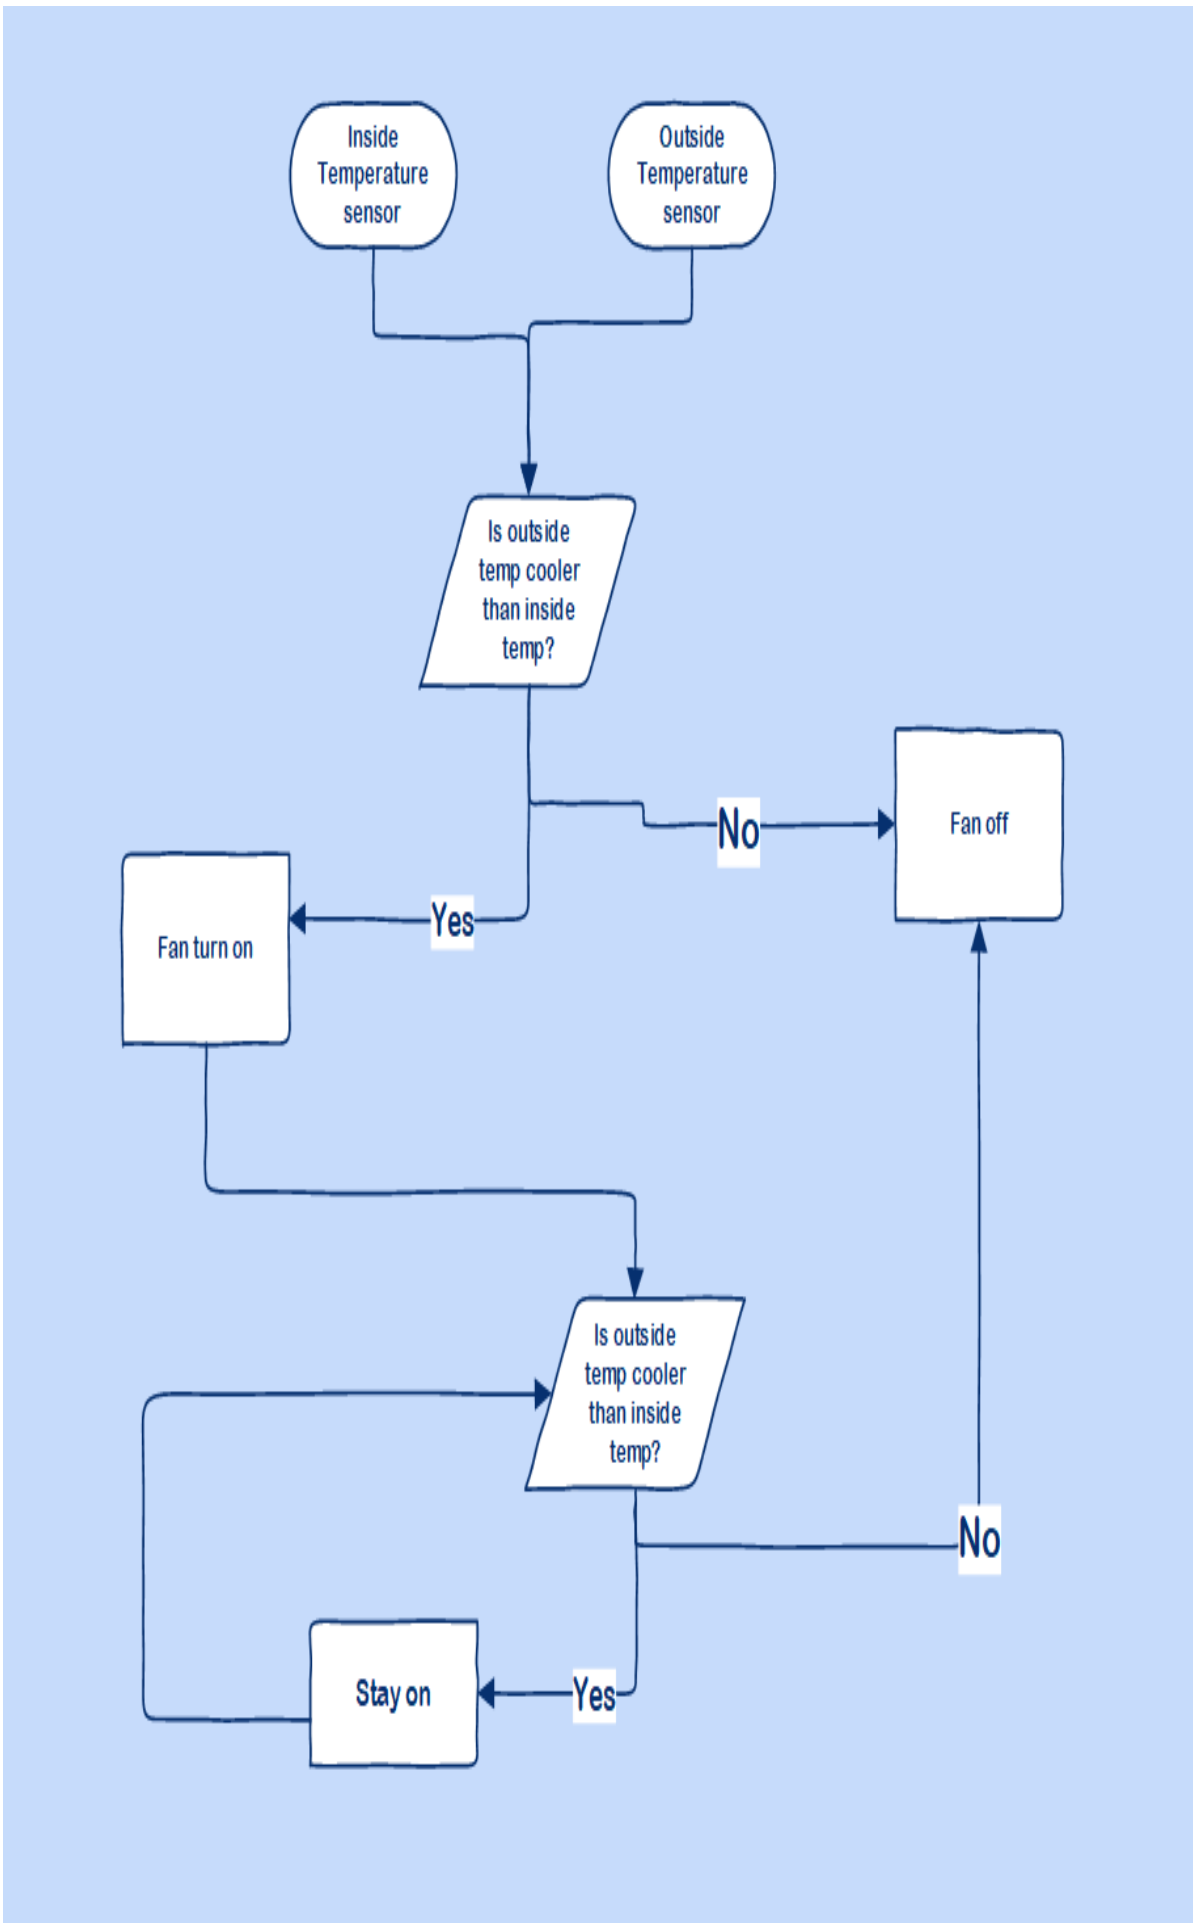 Inside
Temperature
sensor
Outside
Temperature
sensor
Is outside
temp cooler
than inside
temp?
No
Fan off
Yes
Fan turn on
Is outside
temp cooler
than inside
temp?
No
Yes
Stay on